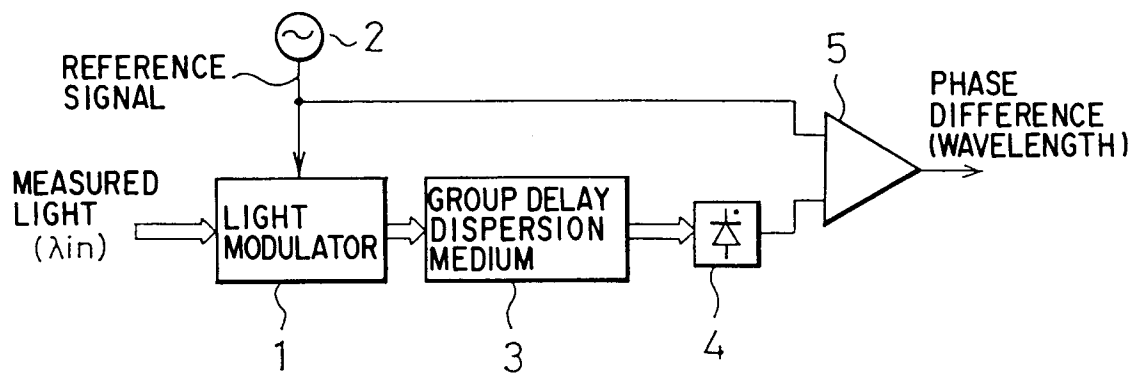 2
REFERENCE
SIGNAL
5
PHASE
DIFFERENCE
(WAVELENGTH)
MEASURED
LIGHT
(λin)
LIGHT
MODULATOR
GROUP DELAY
DISPERSION
MEDIUM
1
3
4